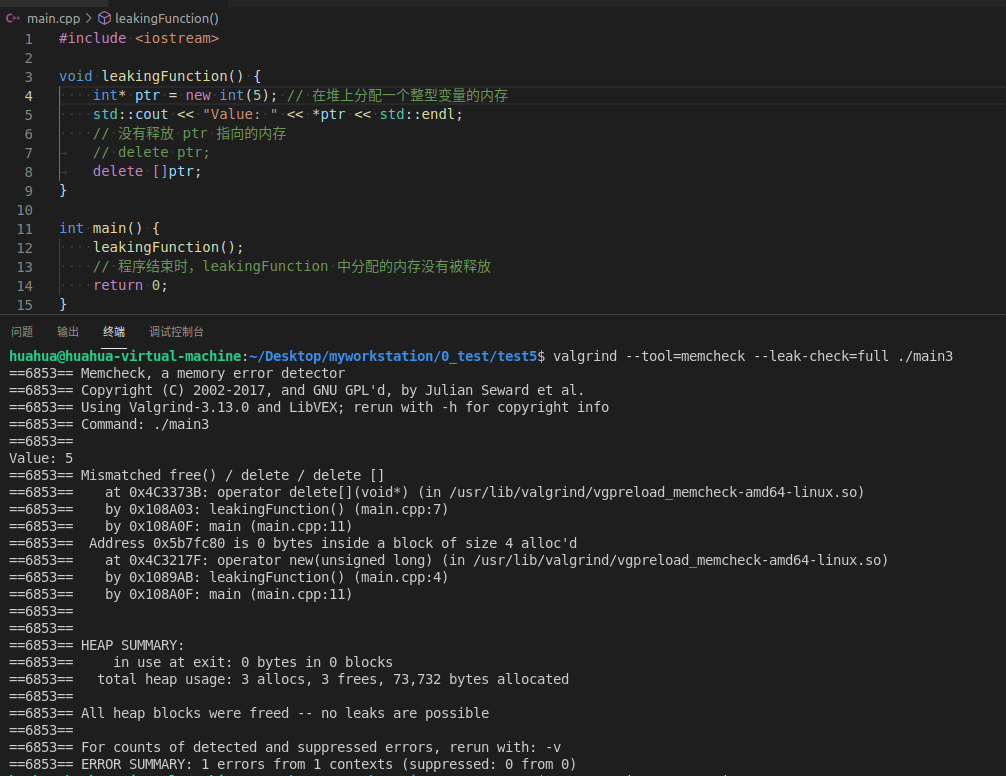 main.cpp > leakingFunction()
1 #include <iostream>
2
3 void leakingFunction() {
4 int* ptr = new int(5); // 在堆上分配一个整型变量的内存
5 std::cout << "Value: " << *ptr << std::endl;
6 // 没有释放 ptr 指向的内存
7 // delete ptr;
8 delete []ptr;
9 }
10
11 int main() {
12 leakingFunction();
13 // 程序结束时，leakingFunction 中分配的内存没有被释放
14 return 0;
15 }
问题 输出 终端 调试控制台
huahua@huahua-virtual-machine:~/Desktop/myworkstation/0_test/test5$ valgrind --tool=memcheck --leak-check=full ./main3
==6853== Memcheck, a memory error detector
==6853== Copyright (C) 2002-2017, and GNU GPL'd, by Julian Seward et al.
==6853== Using Valgrind-3.13.0 and LibVEX; rerun with -h for copyright info
==6853== Command: ./main3
==6853==
Value: 5
==6853== Mismatched free() / delete / delete []
==6853==    at 0x4C3373B: operator delete[](void*) (in /usr/lib/valgrind/vgpreload_memcheck-amd64-linux.so)
==6853==    by 0x108A03: leakingFunction() (main.cpp:7)
==6853==    by 0x108A0F: main (main.cpp:11)
==6853==  Address 0x5b7fc80 is 0 bytes inside a block of size 4 alloc'd
==6853==    at 0x4C3217F: operator new(unsigned long) (in /usr/lib/valgrind/vgpreload_memcheck-amd64-linux.so)
==6853==    by 0x1089AB: leakingFunction() (main.cpp:4)
==6853==    by 0x108A0F: main (main.cpp:11)
==6853==
==6853==
==6853== HEAP SUMMARY:
==6853==     in use at exit: 0 bytes in 0 blocks
==6853==   total heap usage: 3 allocs, 3 frees, 73,732 bytes allocated
==6853==
==6853== All heap blocks were freed -- no leaks are possible
==6853==
==6853== For counts of detected and suppressed errors, rerun with: -v
==6853== ERROR SUMMARY: 1 errors from 1 contexts (suppressed: 0 from 0)